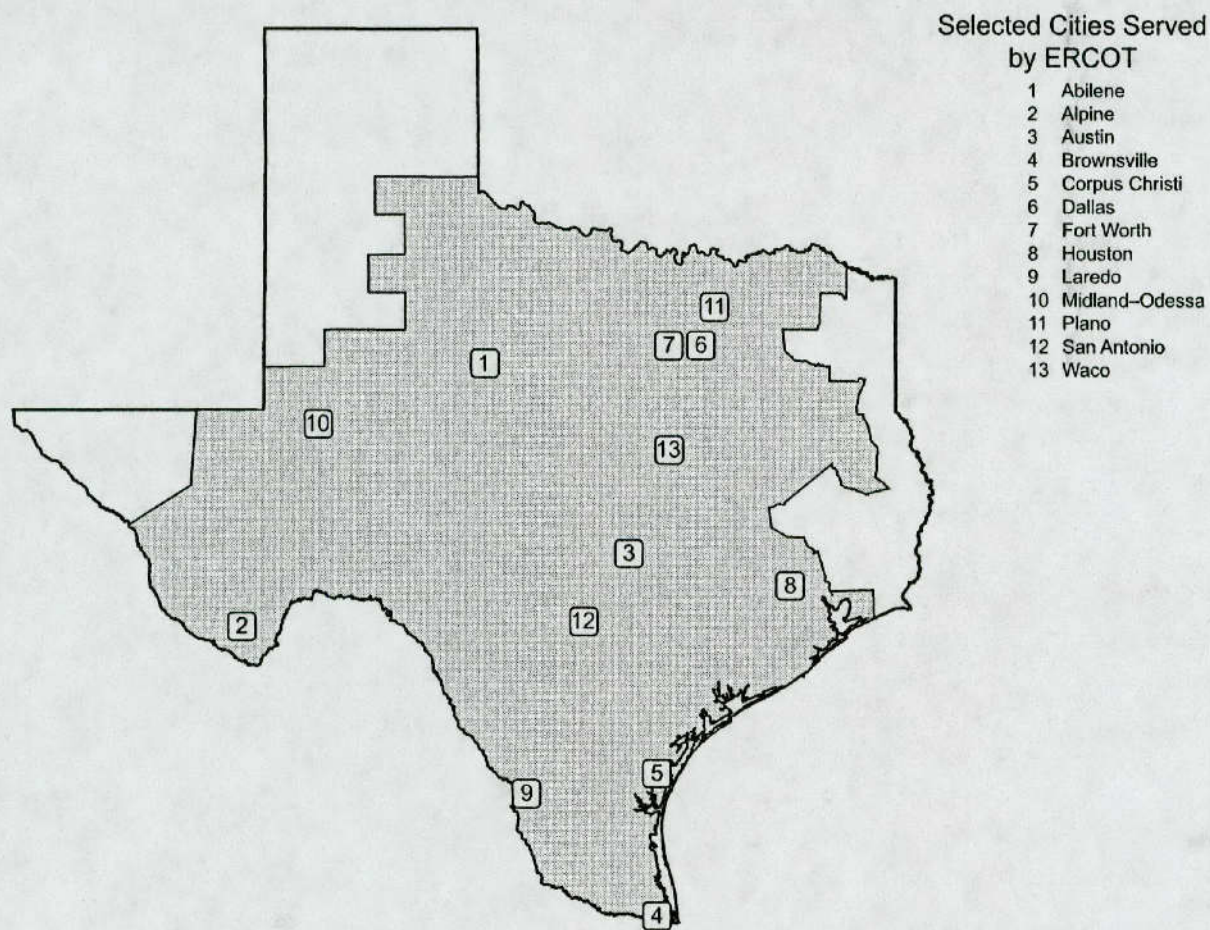 Selected Cities Served
by ERCOT
1 Abilene
2 Alpine
3 Austin
4 Brownsville
5 Corpus Christi
6 Dallas
7 Fort Worth
8 Houston
9 Laredo
10 Midland–Odessa
11 Plano
12 San Antonio
13 Waco
11
7 6
1
10
13
3
8
12
2
5
9
4